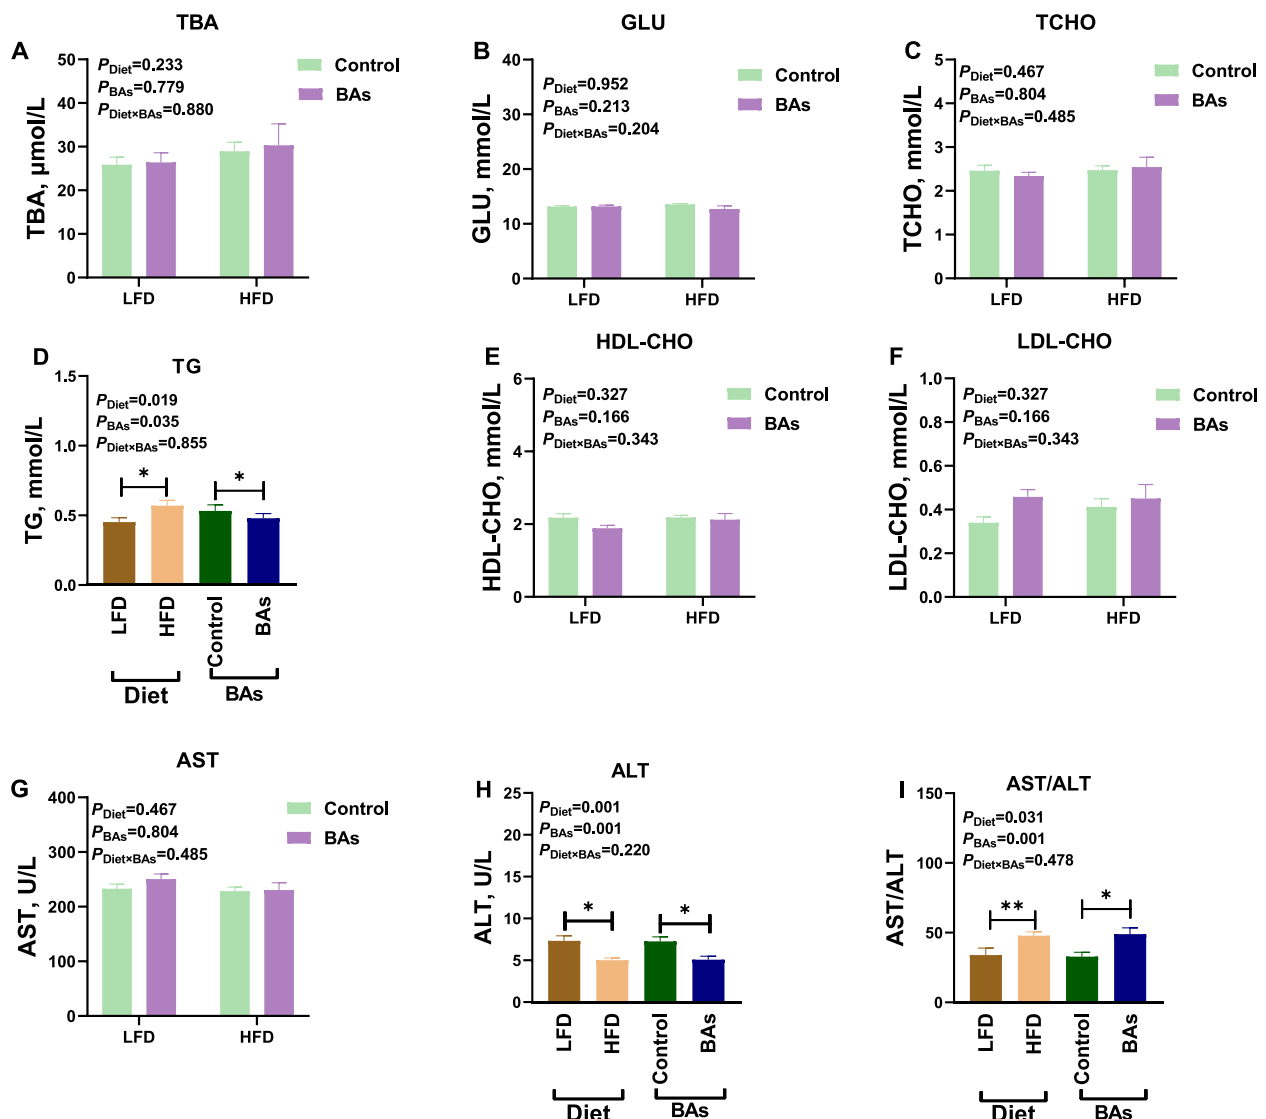 TBA
A
50
40
30
20
10
0
TBA, µmol/L
PDiet=0.233
PBAs=0.779
PDiet×BAs=0.880
Control
BAs
LFD
HFD
GLU
B
40
30
20
10
0
GLU, mmol/L
PDiet=0.952
PBAs=0.213
PDiet×BAs=0.204
Control
BAs
LFD
HFD
TCHO
C
5
4
3
2
1
0
TCHO, mmol/L
PDiet=0.467
PBAs=0.804
PDiet×BAs=0.485
Control
BAs
LFD
HFD
D
TG
1.5
1.0
0.5
0.0
TG, mmol/L
PDiet=0.019
PBAs=0.035
PDiet×BAs=0.855
*
*
LFD
HFD
Control
BAs
Diet
BAs
HDL-CHO
E
6
4
2
0
HDL-CHO, mmol/L
PDiet=0.327
PBAs=0.166
PDiet×BAs=0.343
Control
BAs
LFD
HFD
LDL-CHO
F
1.0
0.8
0.6
0.4
0.2
0.0
LDL-CHO, mmol/L
PDiet=0.327
PBAs=0.166
PDiet×BAs=0.343
Control
BAs
LFD
HFD
AST
G
400
300
200
100
0
AST, U/L
PDiet=0.467
PBAs=0.804
PDiet×BAs=0.485
Control
BAs
LFD
HFD
ALT
H
25
20
15
10
5
0
ALT, U/L
PDiet=0.001
PBAs=0.001
PDiet×BAs=0.220
*
*
LFD
HFD
Control
BAs
Diet
BAs
AST/ALT
I
150
100
50
0
AST/ALT
PDiet=0.031
PBAs=0.001
PDiet×BAs=0.478
**
*
LFD
HFD
Control
BAs
Diet
BAs